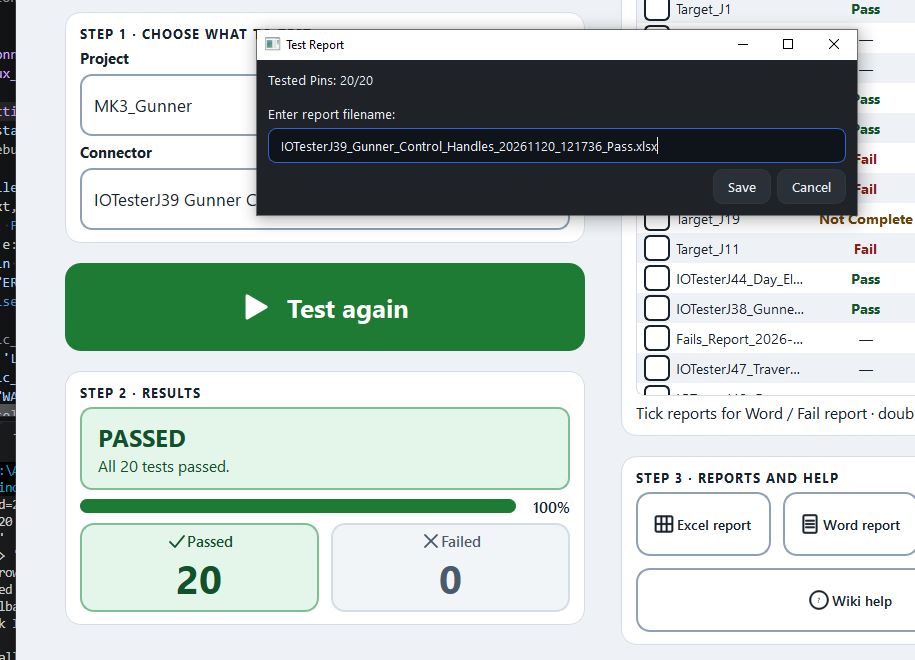 STEP 1 · CHOOSE WHAT TO TEST
Project
MK3_Gunner
Connector
IOTesterJ39 Gunner C
Test Report
Tested Pins: 20/20
Enter report filename:
IOTesterJ39_Gunner_Control_Handles_20261120_121736_Pass.xlsx
Save
Cancel
Test again
STEP 2 · RESULTS
PASSED
All 20 tests passed.
100%
Passed
20
Failed
0
Target_J1 Pass
—
—
Pass
Pass
Fail
Fail
Target_J19 Not Complete
Target_J11 Fail
IOTesterJ44_Day_El... Pass
IOTesterJ38_Gunne... Pass
Fails_Report_2026-... —
IOTesterJ47_Traver... —
Tick reports for Word / Fail report · doub
STEP 3 · REPORTS AND HELP
Excel report
Word report
Wiki help